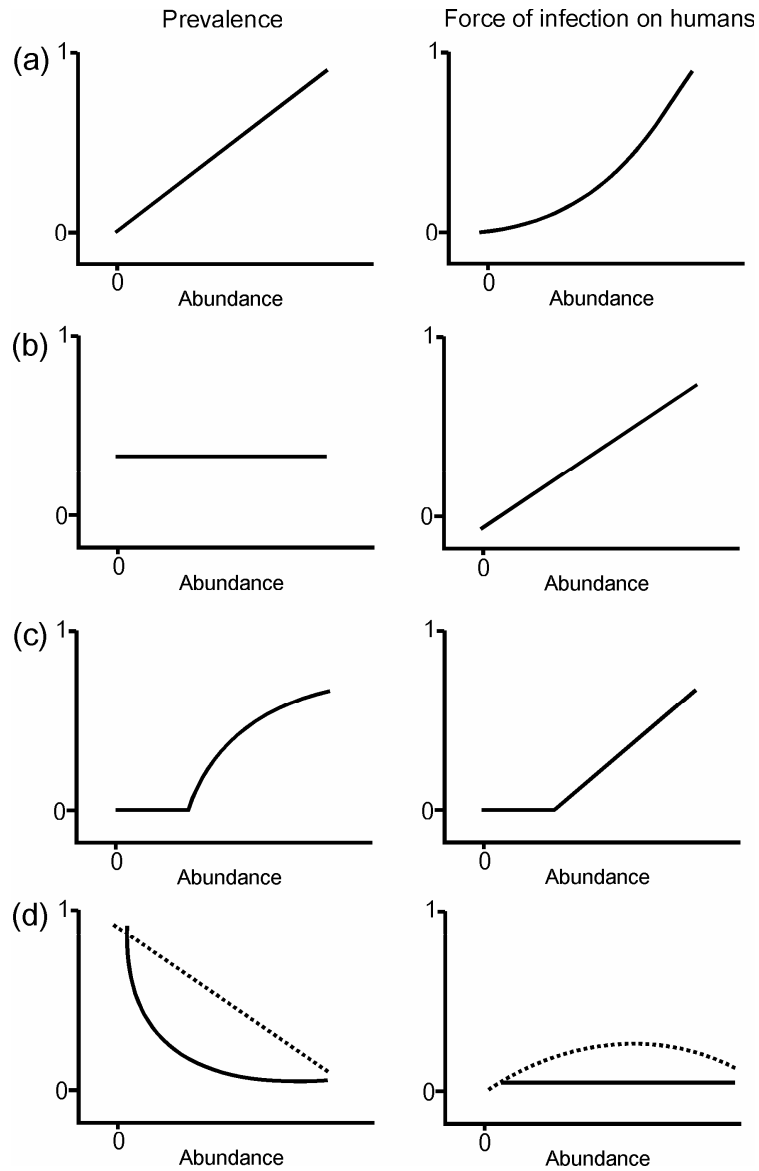 Prevalence Force of infection on humans
(a) 1 1
0 0
0 0
Abundance Abundance
(b) 1 1
0 0
0 0
Abundance Abundance
(c) 1 1
0 0
0 0
Abundance Abundance
(d) 1 1
0 0
0 0
Abundance Abundance